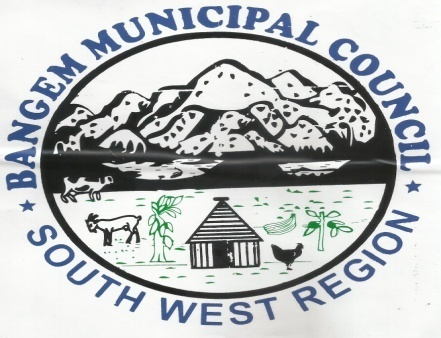 BANGEM MUNICIPAL COUNCIL
SOUTH WEST REGION